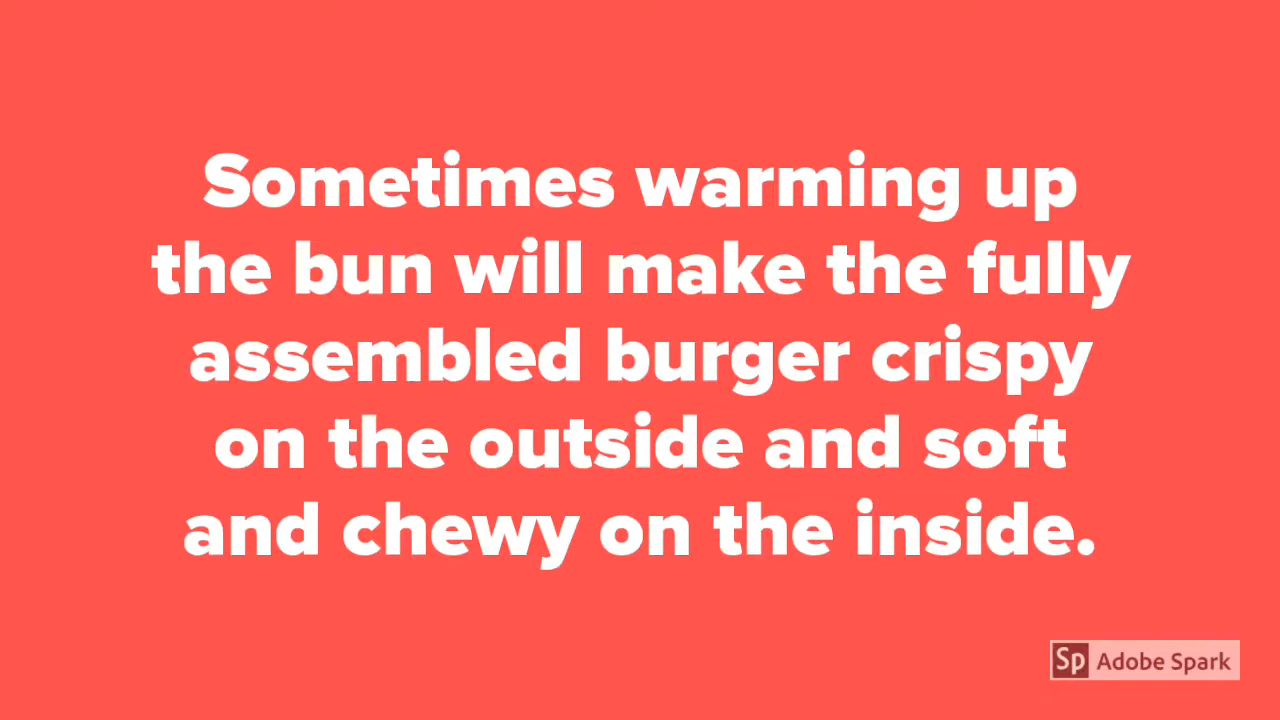 Sometimes warming up
the bun will make the fully
assembled burger crispy
on the outside and soft
and chewy on the inside.
Sp Adobe Spark